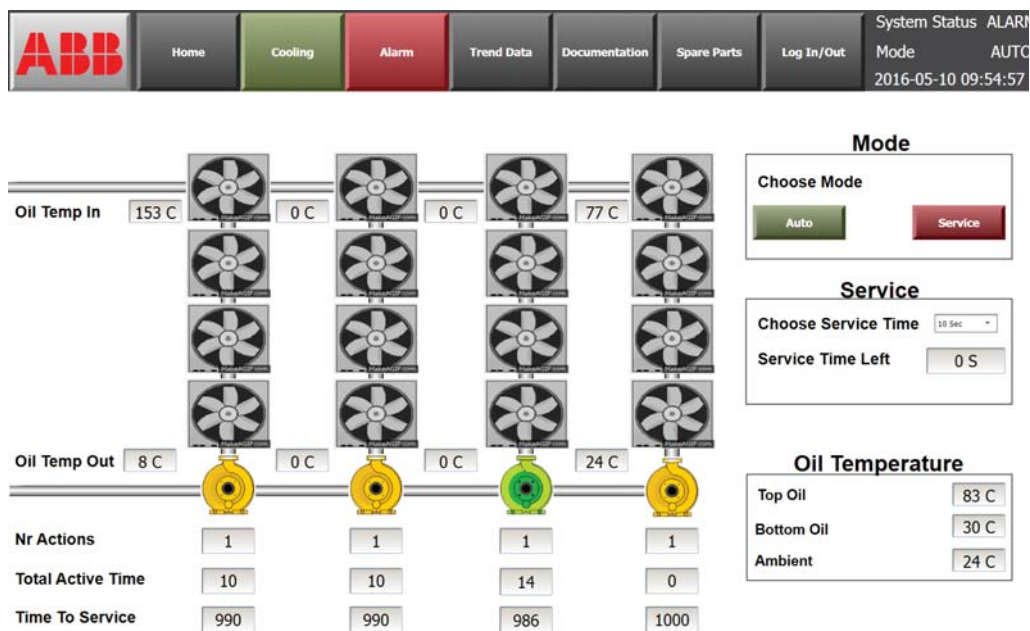 ABB
Home
Cooling
Alarm
Trend Data
Documentation
Spare Parts
Log In/Out
System Status ALARM
Mode AUTO
2016-05-10 09:54:57
Mode
Choose Mode
Auto Service
Service
Choose Service Time 10 Sec
Service Time Left 0 S
Oil Temperature
Top Oil 83 C
Bottom Oil 30 C
Ambient 24 C
Oil Temp In 153 C 0 C 0 C 77 C
Oil Temp Out 8 C 0 C 0 C 24 C
Nr Actions 1 1 1 1
Total Active Time 10 10 14 0
Time To Service 990 990 986 1000